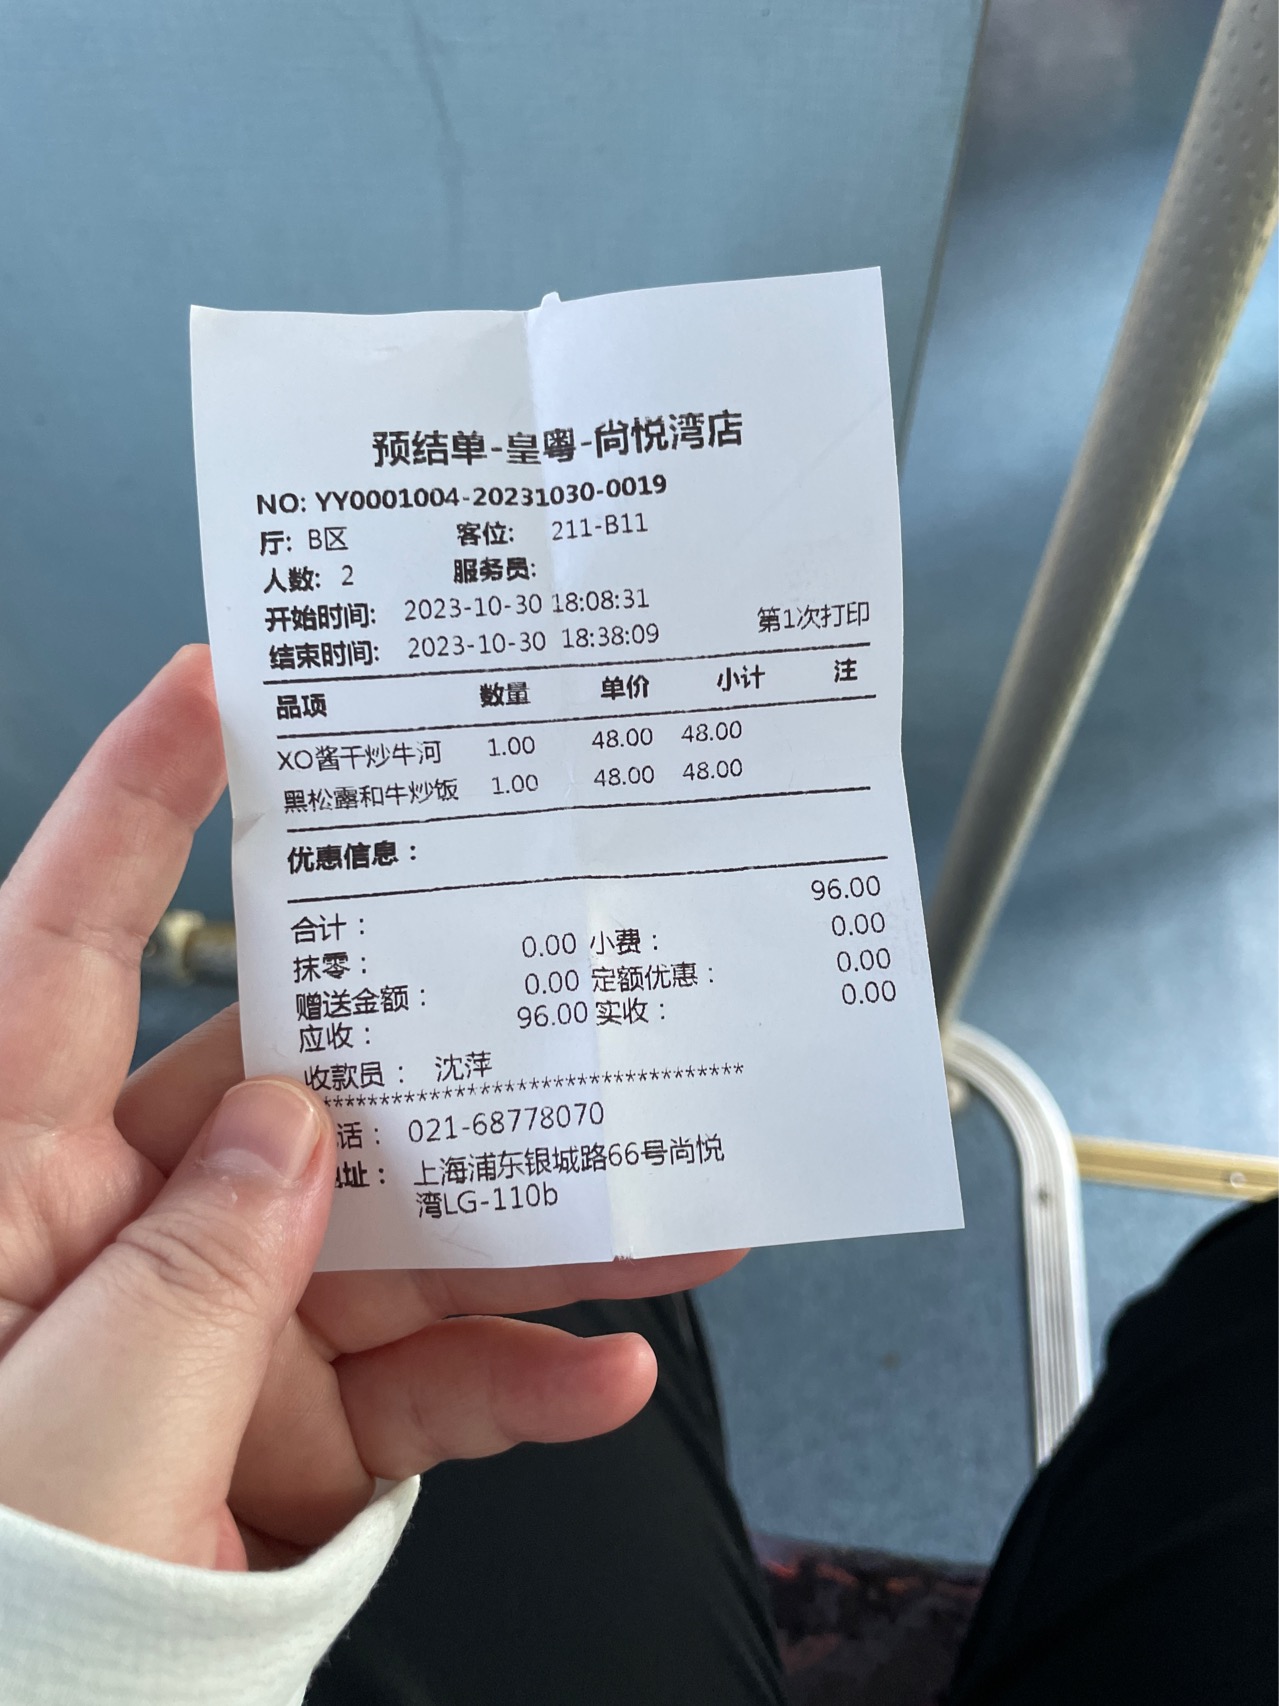 预结单-皇粤-尚悦湾店
NO: YY0001004-20231030-0019
厅: B区 客位: 211-B11
人数: 2 服务员:
开始时间: 2023-10-30 18:08:31
结束时间: 2023-10-30 18:38:09 第1次打印
品项 数量 单价 小计 注
XO酱干炒牛河 1.00 48.00 48.00
黑松露和牛炒饭 1.00 48.00 48.00
优惠信息：
合计： 96.00
抹零： 0.00 小费： 0.00
赠送金额： 0.00 定额优惠： 0.00
应收： 96.00 实收： 0.00
收款员： 沈萍
************************************
话： 021-68778070
址： 上海浦东银城路66号尚悦
湾LG-110b